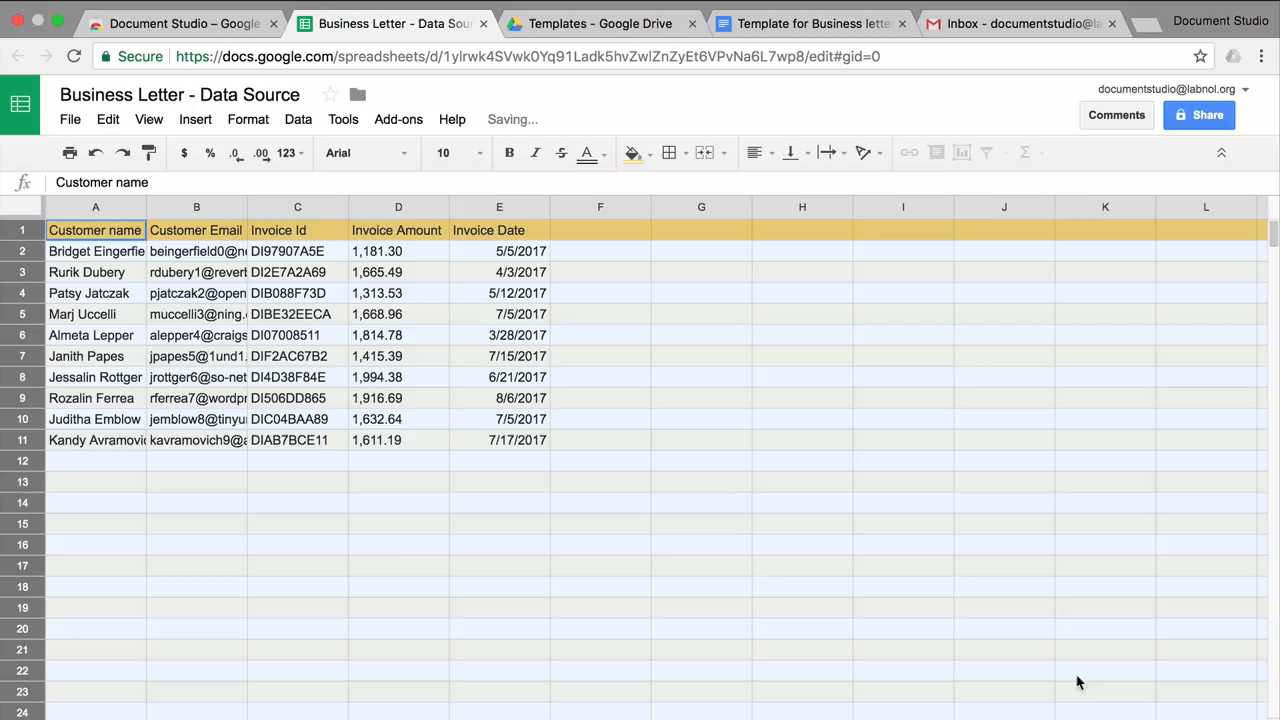 Document Studio – Google
Business Letter - Data Sour
Templates - Google Drive
Template for Business letter
Inbox - documentstudio@la
Document Studio
Secure
https://docs.google.com/spreadsheets/d/1ylrwk4SVwk0Yq91Ladk5hvZwlZnZyEt6VPvNa6L7wp8/edit#gid=0
Business Letter - Data Source
documentstudio@labnol.org
File Edit View Insert Format Data Tools Add-ons Help Saving...
Comments Share
$ % .0 .00 123 Arial 10 B I S A Σ
fx Customer name
A B C D E F G H I J K L
1 Customer name Customer Email Invoice Id Invoice Amount Invoice Date
2 Bridget Eingerfie beingerfield0@ne DI97907A5E 1,181.30 5/5/2017
3 Rurik Dubery rdubery1@reverb DI2E7A2A69 1,665.49 4/3/2017
4 Patsy Jatczak pjatczak2@open DIB088F73D 1,313.53 5/12/2017
5 Marj Uccelli muccelli3@ning. DIBE32EECA 1,668.96 7/5/2017
6 Almeta Lepper alepper4@craigs DI07008511 1,814.78 3/28/2017
7 Janith Papes jpapes5@1und1. DIF2AC67B2 1,415.39 7/15/2017
8 Jessalin Rottger jrottger6@so-net DI4D38F84E 1,994.38 6/21/2017
9 Rozalin Ferrea rferrea7@wordpr DI506DD865 1,916.69 8/6/2017
10 Juditha Emblow jemblow8@tinyur DIC04BAA89 1,632.64 7/5/2017
11 Kandy Avramovic kavramovich9@a DIAB7BCE11 1,611.19 7/17/2017
12
13
14
15
16
17
18
19
20
21
22
23
24